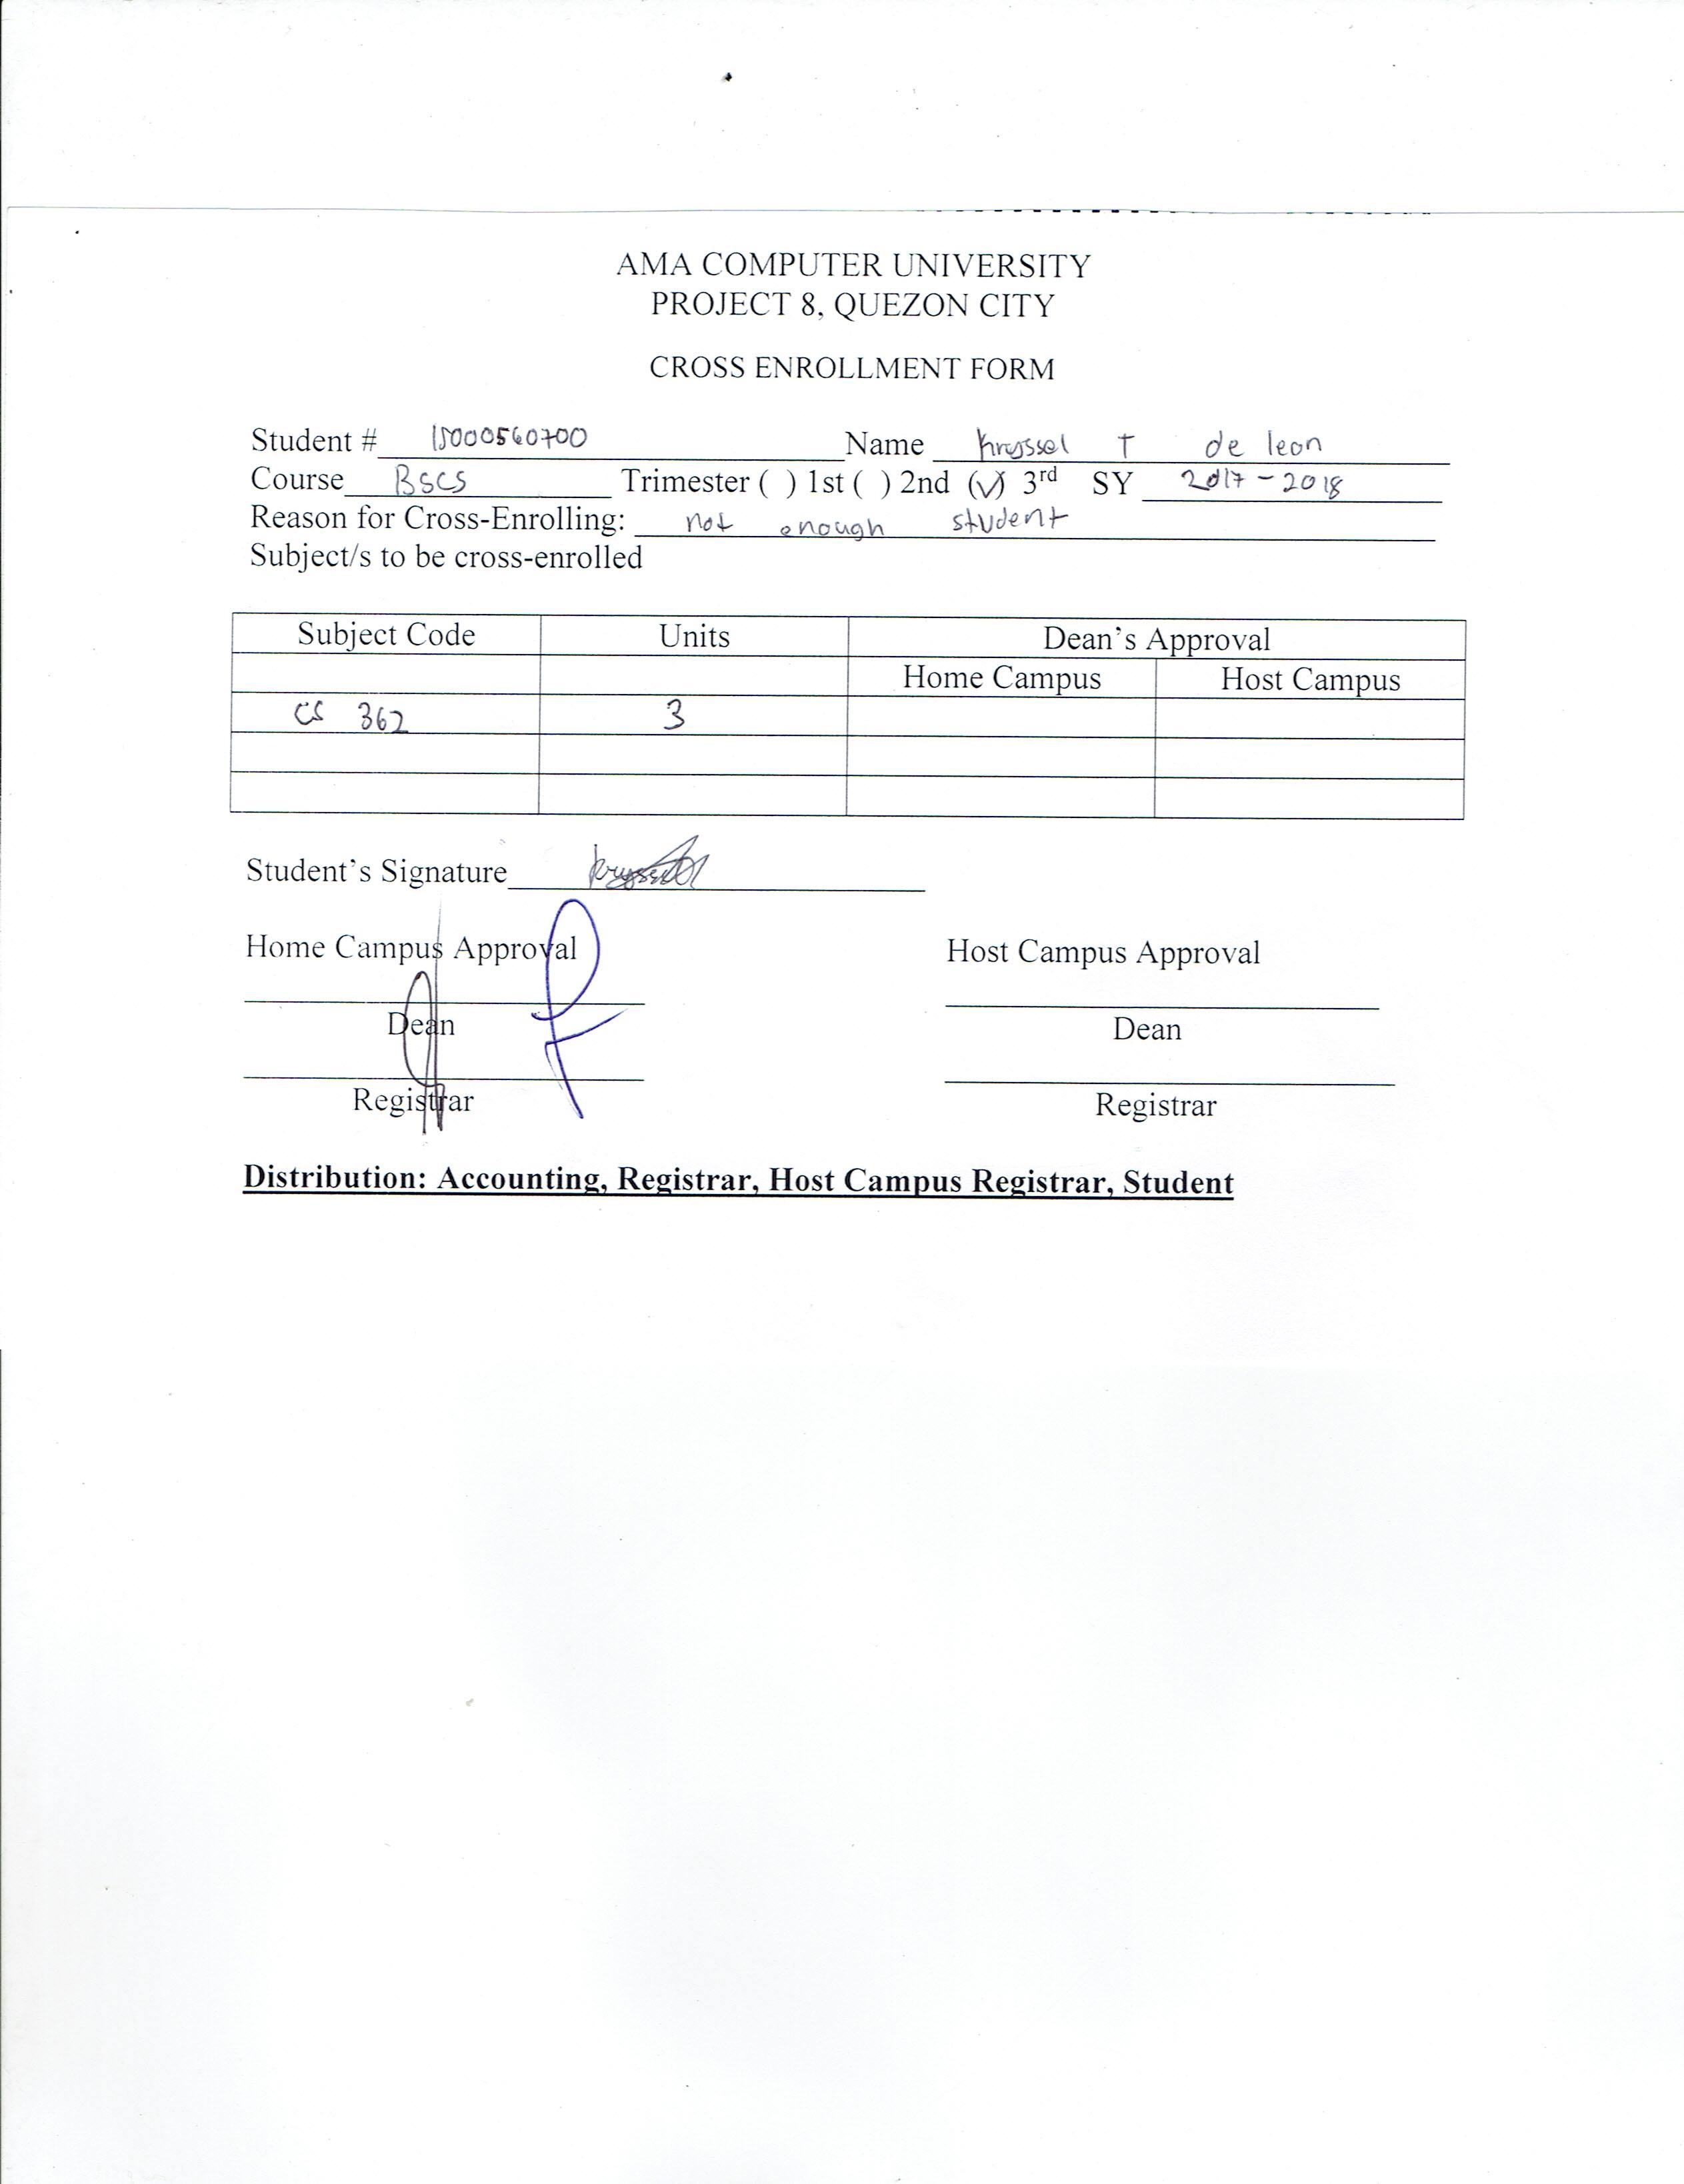 AMA COMPUTER UNIVERSITY
PROJECT 8, QUEZON CITY
CROSS ENROLLMENT FORM
Student # 15000560700 Name Kryssel T de leon
Course BSCS Trimester ( ) 1st ( ) 2nd (✓) 3rd SY 2017 - 2018
Reason for Cross-Enrolling: not enough student
Subject/s to be cross-enrolled
Subject Code Units Dean's Approval
Home Campus Host Campus
CS 362 3
Student's Signature
Home Campus Approval Host Campus Approval
Dean Dean
Registrar Registrar
Distribution: Accounting, Registrar, Host Campus Registrar, Student